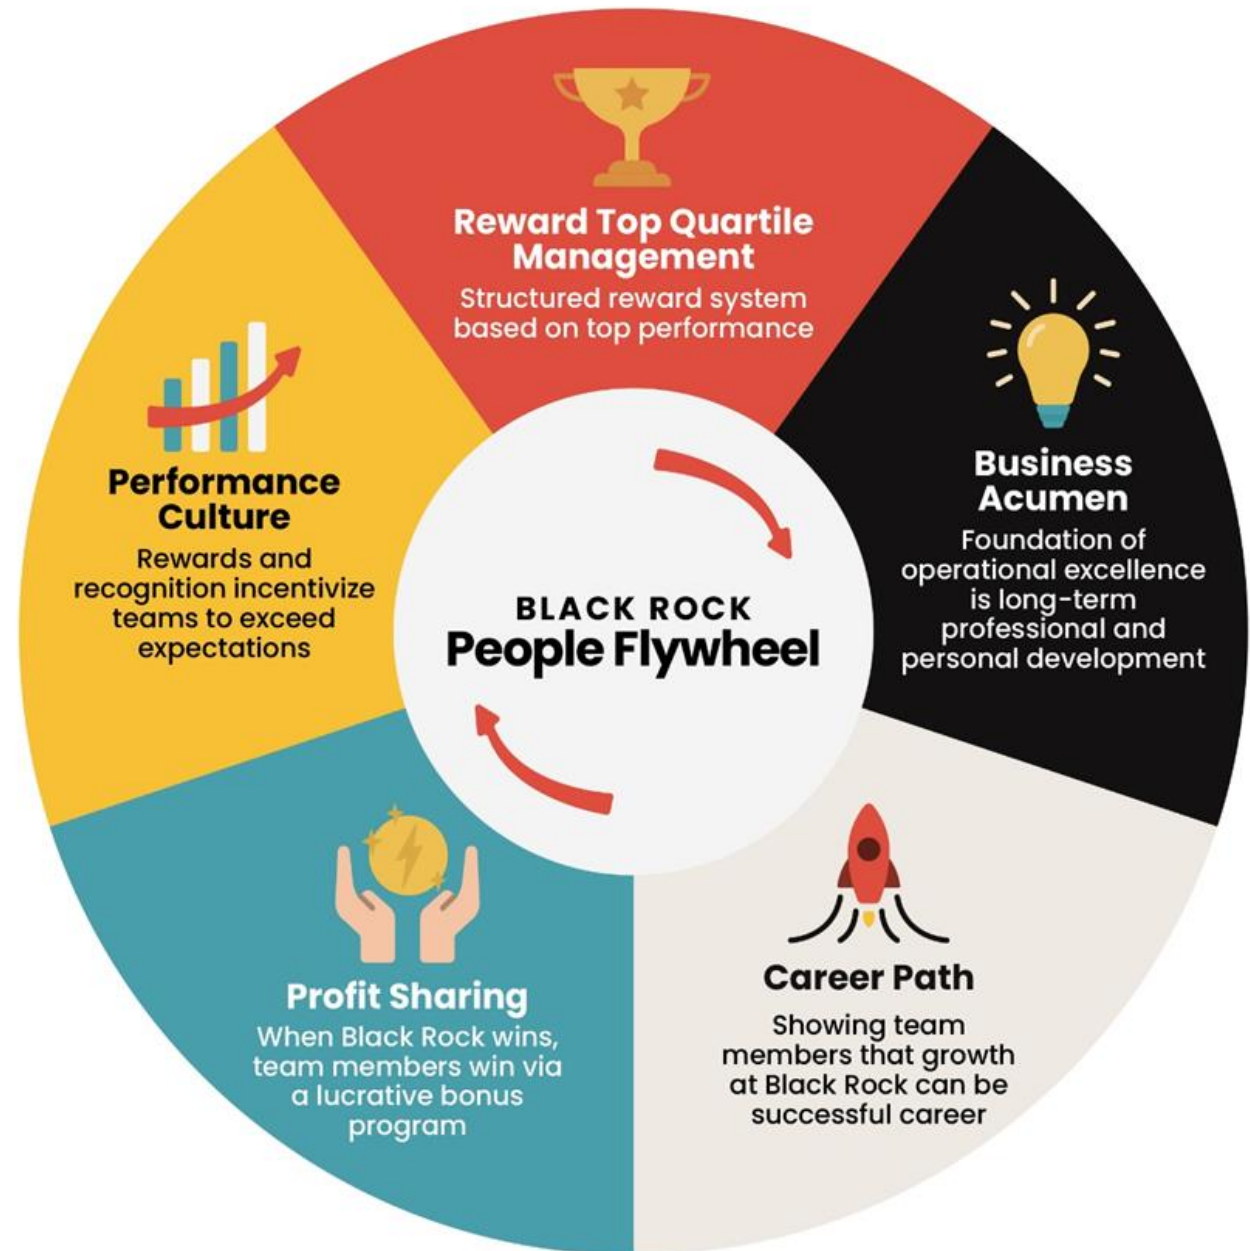 Reward Top Quartile
Management
Structured reward system
based on top performance
Business
Acumen
Foundation of
operational excellence
is long-term
professional and
personal development
Career Path
Showing team
members that growth
at Black Rock can be
successful career
Profit Sharing
When Black Rock wins,
team members win via
a lucrative bonus
program
Performance
Culture
Rewards and
recognition incentivize
teams to exceed
expectations
BLACK ROCK
People Flywheel